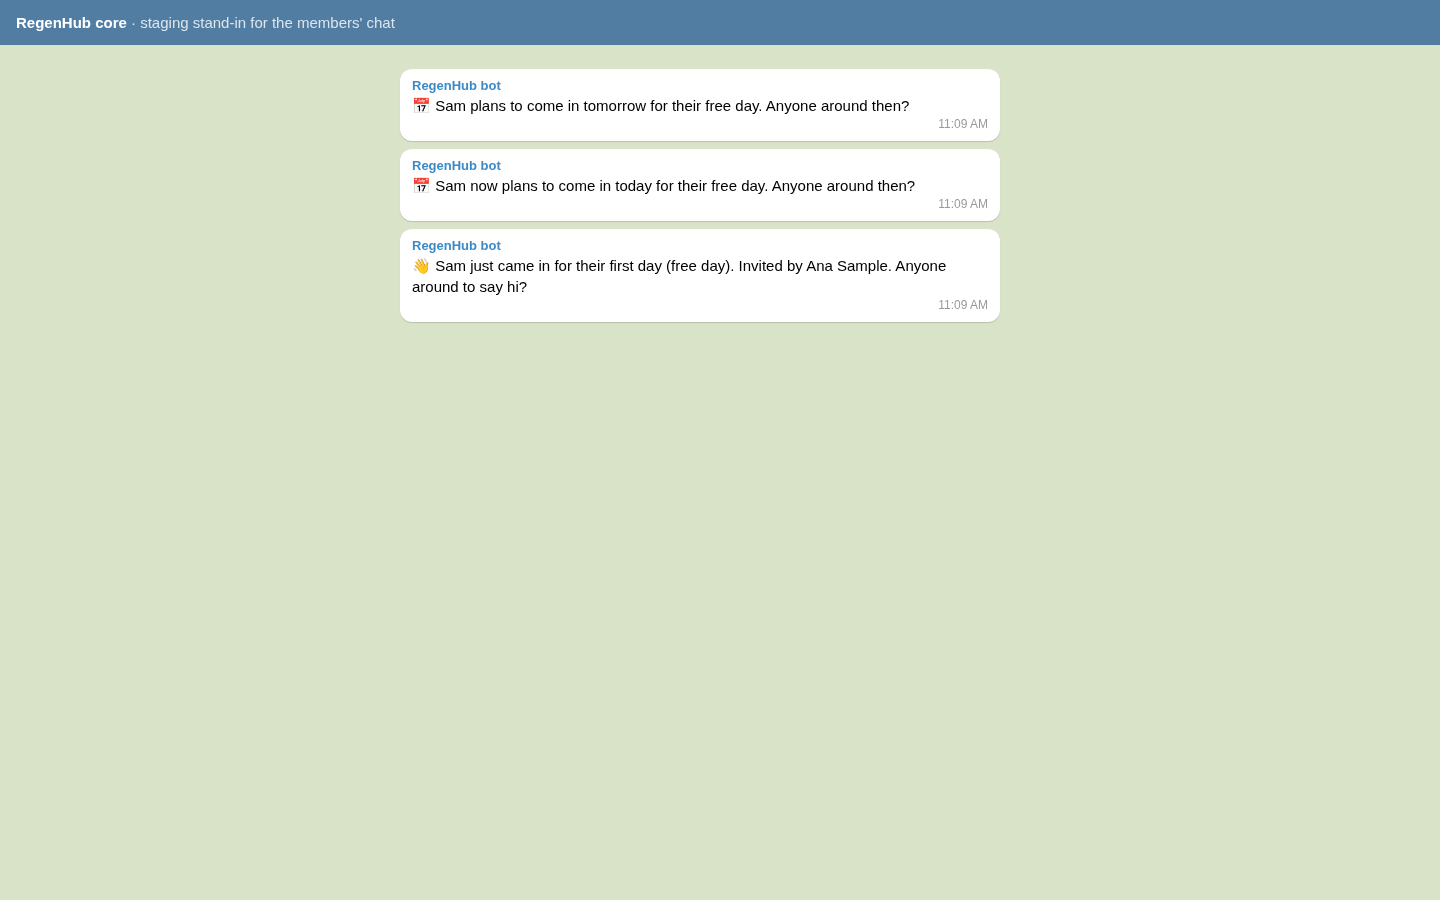 RegenHub core · staging stand-in for the members' chat
RegenHub bot
📅 Sam plans to come in tomorrow for their free day. Anyone around then?
11:09 AM
RegenHub bot
📅 Sam now plans to come in today for their free day. Anyone around then?
11:09 AM
RegenHub bot
👋 Sam just came in for their first day (free day). Invited by Ana Sample. Anyone
around to say hi?
11:09 AM